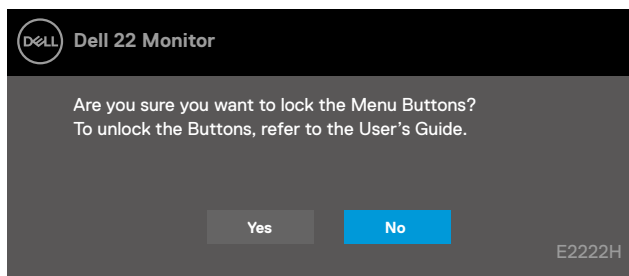 DELL Dell 22 Monitor
Are you sure you want to lock the Menu Buttons?
To unlock the Buttons, refer to the User’s Guide.
Yes No
E2222H